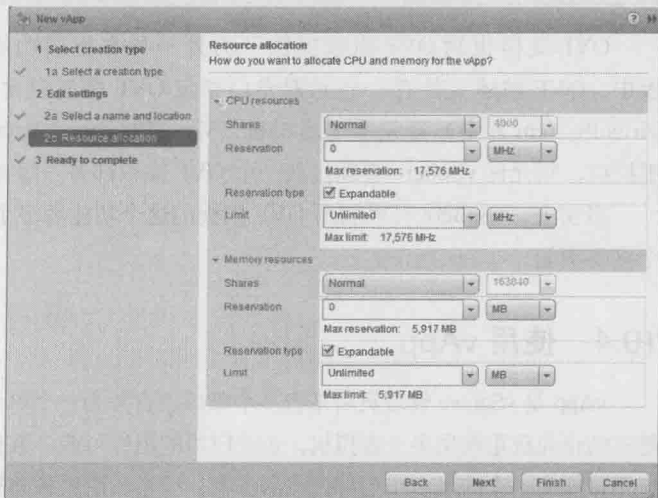 New vApp
1 Select creation type
1a Select a creation type
2 Edit settings
2a Select a name and location
2b Resource allocation
3 Ready to complete
Resource allocation
How do you want to allocate CPU and memory for the vApp?
CPU resources
Shares Normal 4000
Reservation 0 MHz
Max reservation: 17,576 MHz
Reservation type Expandable
Limit Unlimited MHz
Max limit: 17,576 MHz
Memory resources
Shares Normal 163840
Reservation 0 MB
Max reservation: 5,917 MB
Reservation type Expandable
Limit Unlimited MB
Max limit: 5,917 MB
Back Next Finish Cancel